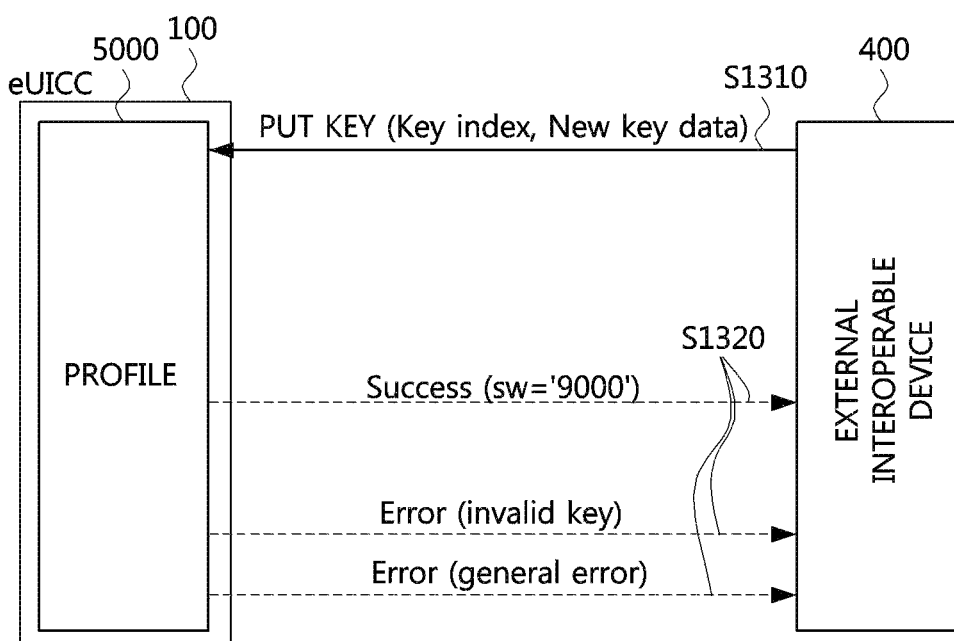 100
5000
400
eUICC
S1310
PUT KEY (Key index, New key data)
S1320
PROFILE
EXTERNAL
INTEROPERABLE
DEVICE
Success (sw='9000')
Error (invalid key)
Error (general error)